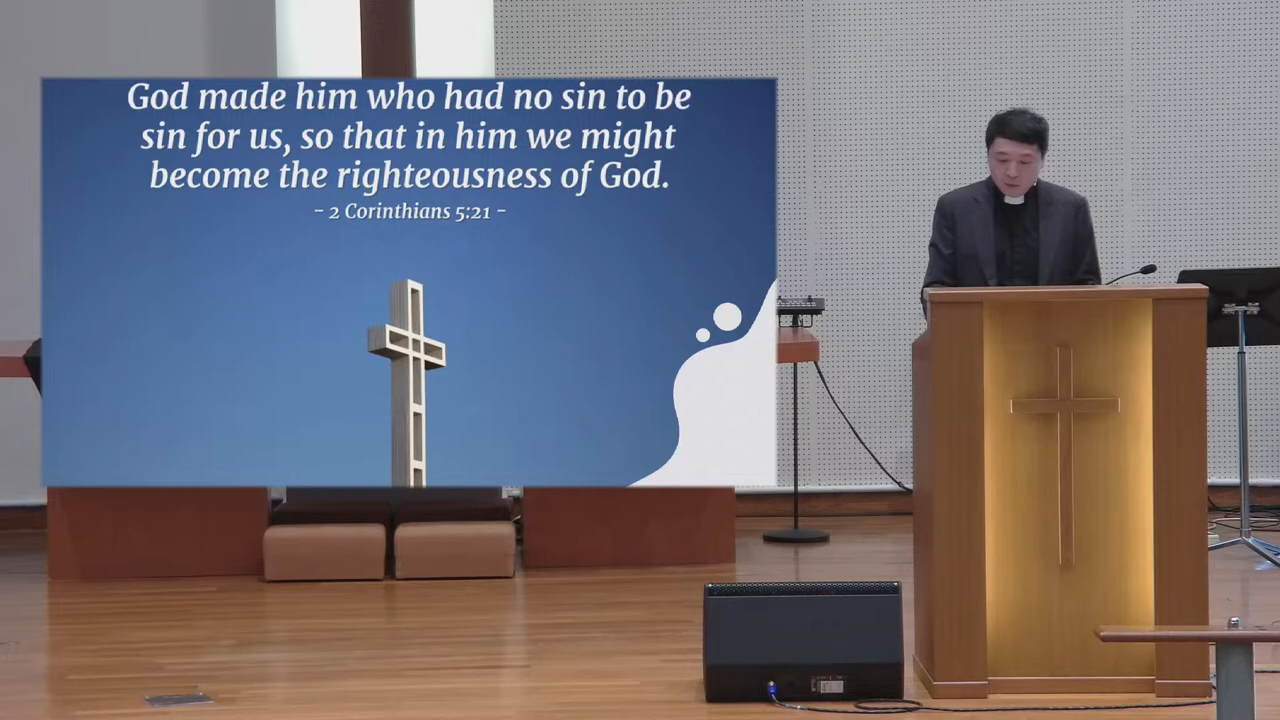 God made him who had no sin to be
sin for us, so that in him we might
become the righteousness of God.
- 2 Corinthians 5:21 -